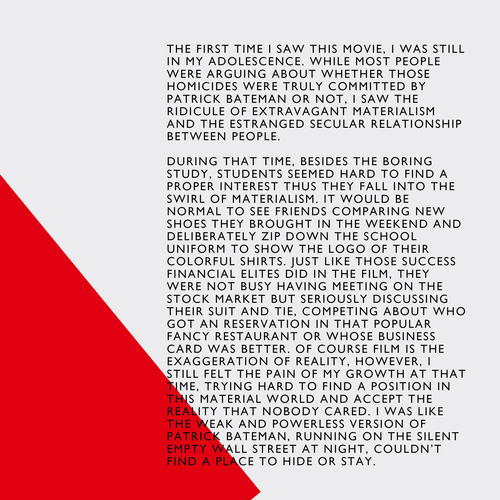 THE FIRST TIME I SAW THIS MOVIE, I WAS STILL
IN MY ADOLESCENCE. WHILE MOST PEOPLE
WERE ARGUING ABOUT WHETHER THOSE
HOMICIDES WERE TRULY COMMITTED BY
PATRICK BATEMAN OR NOT, I SAW THE
RIDICULE OF EXTRAVAGANT MATERIALISM
AND THE ESTRANGED SECULAR RELATIONSHIP
BETWEEN PEOPLE.

DURING THAT TIME, BESIDES THE BORING
STUDY, STUDENTS SEEMED HARD TO FIND A
PROPER INTEREST THUS THEY FALL INTO THE
SWIRL OF MATERIALISM. IT WOULD BE
NORMAL TO SEE FRIENDS COMPARING NEW
SHOES THEY BROUGHT IN THE WEEKEND AND
DELIBERATELY ZIP DOWN THE SCHOOL
UNIFORM TO SHOW THE LOGO OF THEIR
COLORFUL SHIRTS. JUST LIKE THOSE SUCCESS
FINANCIAL ELITES DID IN THE FILM, THEY
WERE NOT BUSY HAVING MEETING ON THE
STOCK MARKET BUT SERIOUSLY DISCUSSING
THEIR SUIT AND TIE, COMPETING ABOUT WHO
GOT AN RESERVATION IN THAT POPULAR
FANCY RESTAURANT OR WHOSE BUSINESS
CARD WAS BETTER. OF COURSE FILM IS THE
EXAGGERATION OF REALITY, HOWEVER, I
STILL FELT THE PAIN OF MY GROWTH AT THAT
TIME, TRYING HARD TO FIND A POSITION IN
THIS MATERIAL WORLD AND ACCEPT THE
REALITY THAT NOBODY CARED. I WAS LIKE
THE WEAK AND POWERLESS VERSION OF
PATRICK BATEMAN, RUNNING ON THE SILENT
EMPTY WALL STREET AT NIGHT, COULDN'T
FIND A PLACE TO HIDE OR STAY.